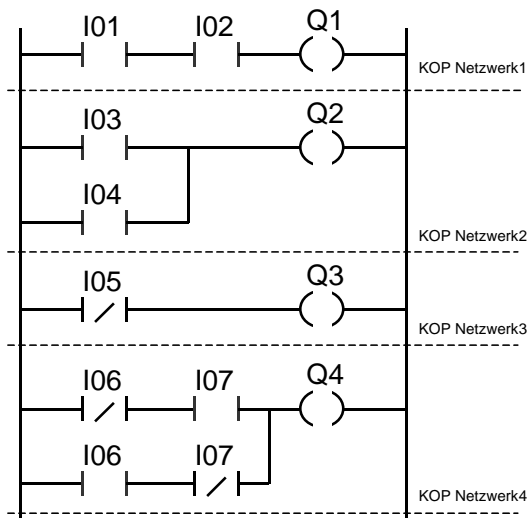 I01 I02 Q1
KOP Netzwerk1
I03 Q2
I04
KOP Netzwerk2
I05 Q3
KOP Netzwerk3
I06 I07 Q4
I06 I07
KOP Netzwerk4